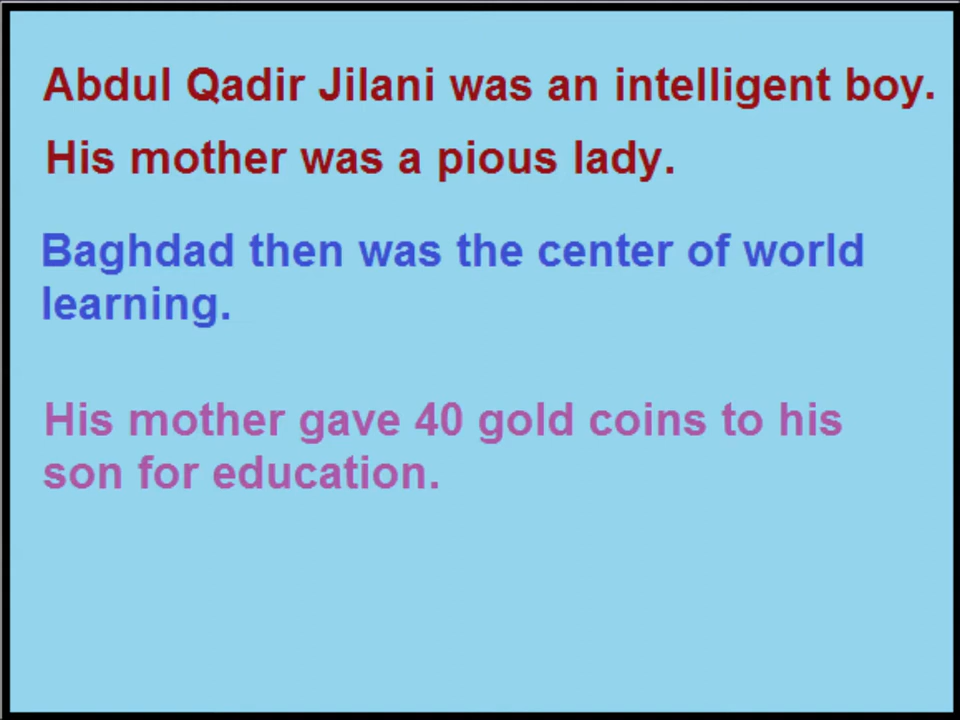 Abdul Qadir Jilani was an intelligent boy.
His mother was a pious lady.
Baghdad then was the center of world
learning.
His mother gave 40 gold coins to his
son for education.